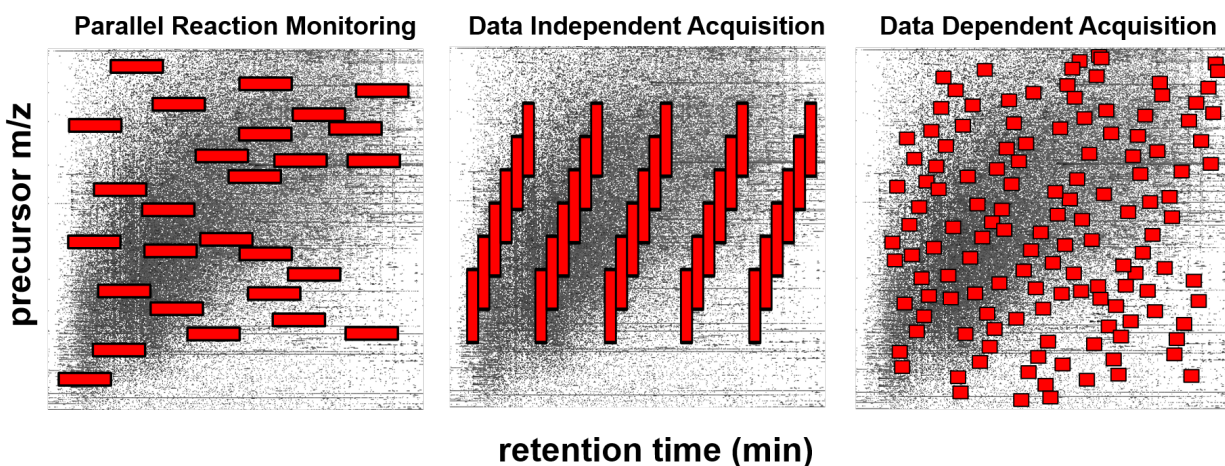 Parallel Reaction Monitoring
Data Independent Acquisition
Data Dependent Acquisition
precursor m/z
retention time (min)